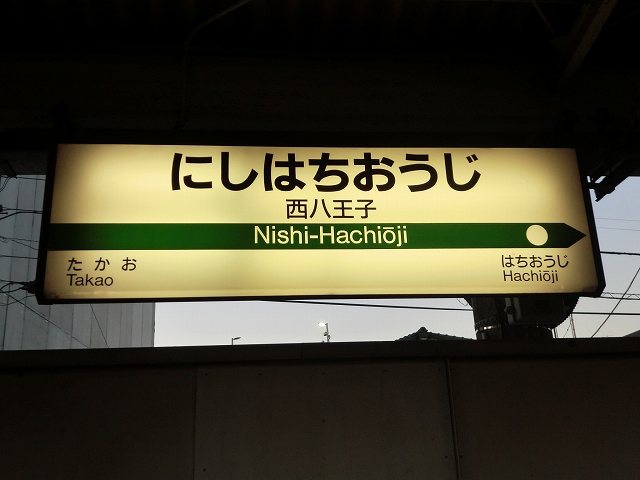 にしはちおうじ
西八王子
Nishi-Hachiōji
たかお
Takao
はちおうじ
Hachiōji